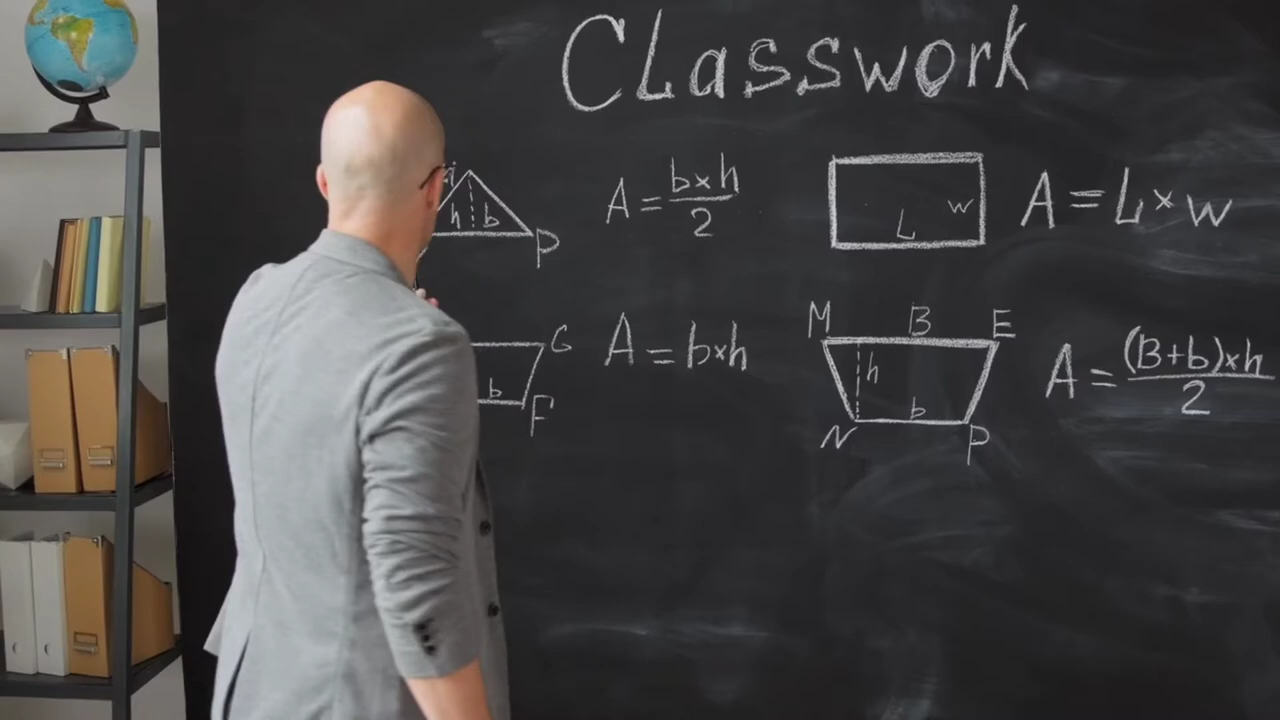 CLasswork
h b
P
A = b×h / 2
L w
A = L × w
G
b
F
A = b×h
M B E
h
b
N P
A = (B+b)×h / 2